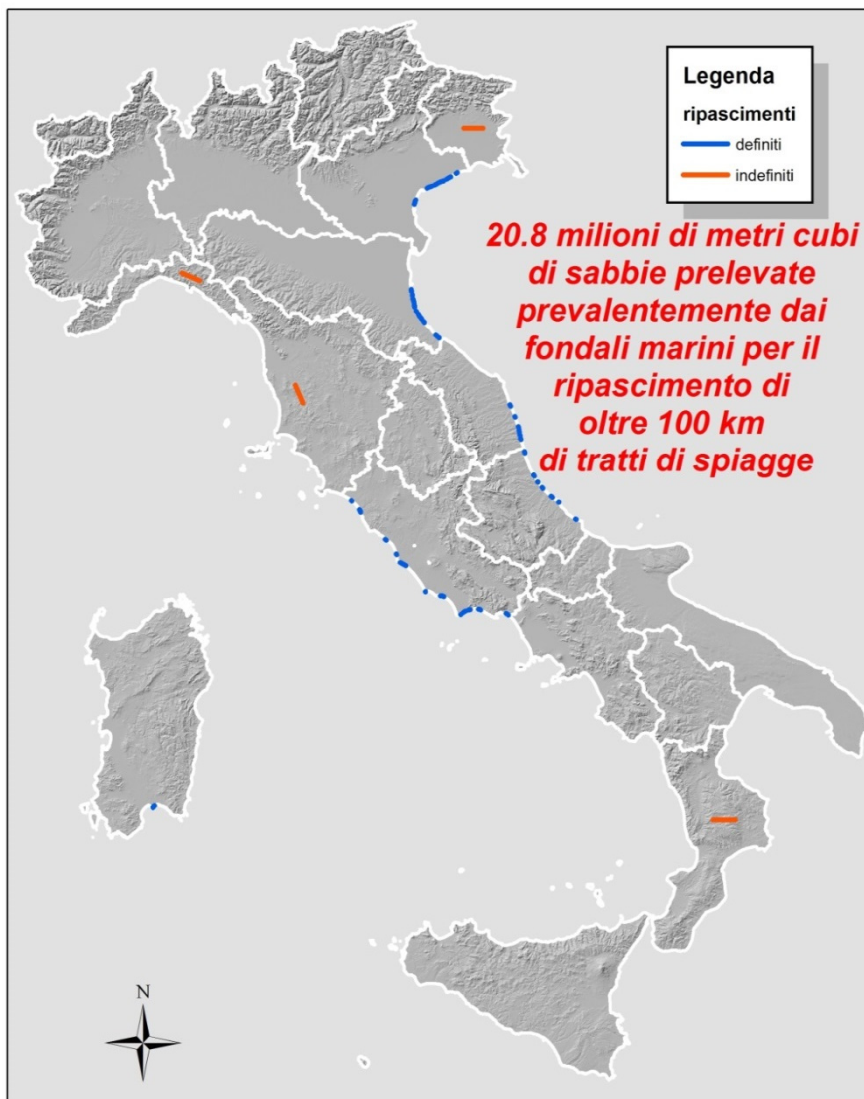 Legenda
ripascimenti
definiti
indefiniti
20.8 milioni di metri cubi
di sabbie prelevate
prevalentemente dai
fondali marini per il
ripascimento di
oltre 100 km
di tratti di spiagge
N